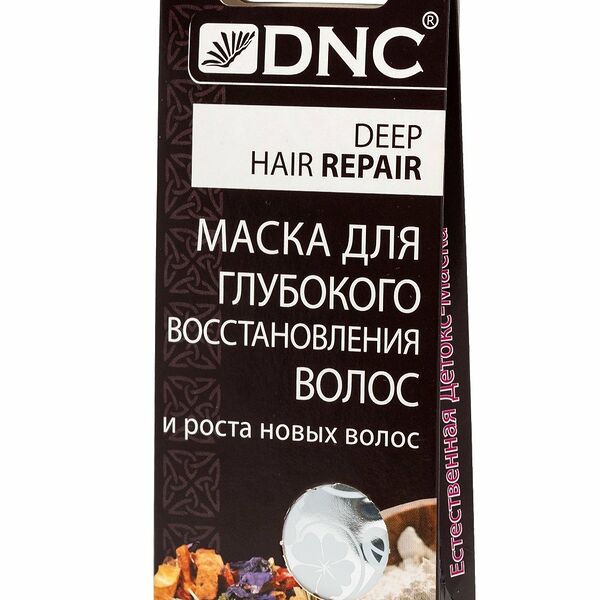 DNC®
DEEP
HAIR REPAIR
МАСКА ДЛЯ
ГЛУБОКОГО
ВОССТАНОВЛЕНИЯ
ВОЛОС
и роста новых волос
Естественная Детокс-Маска